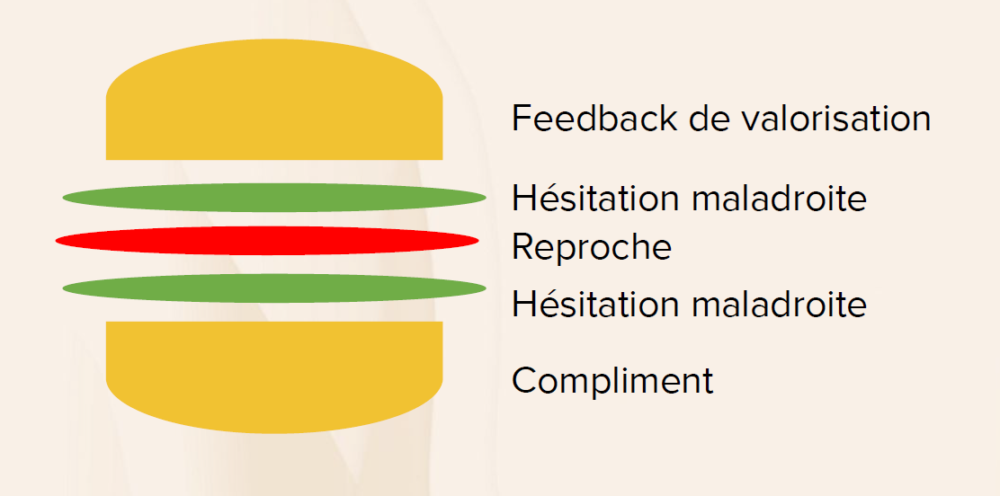 Feedback de valorisation
Hésitation maladroite
Reproche
Hésitation maladroite
Compliment